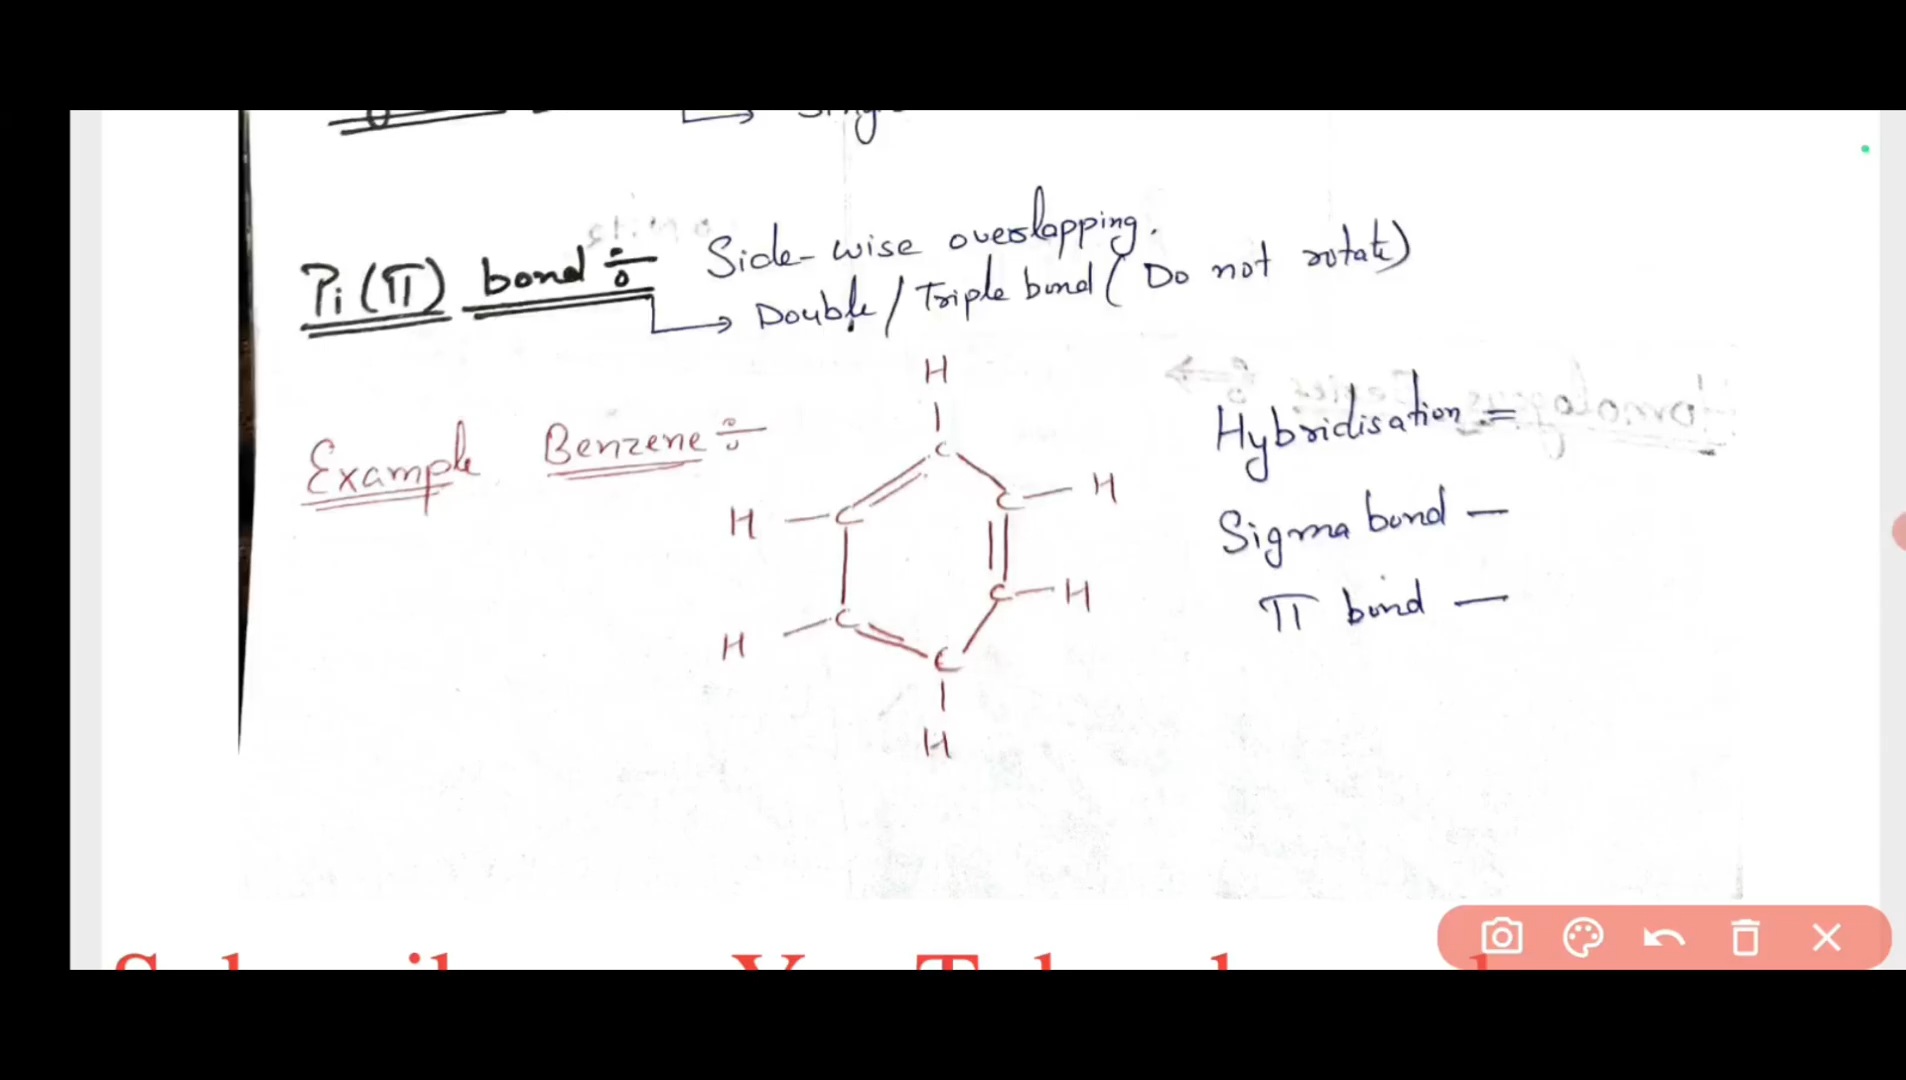 Pi (π) bond ÷ Side-wise overlapping.
→ Double / Triple bond ( Do not rotate)
Example Benzene ÷
H
C
C H
H C
C H
C
H
C
H
Hybridisation =
Sigma bond —
π bond —